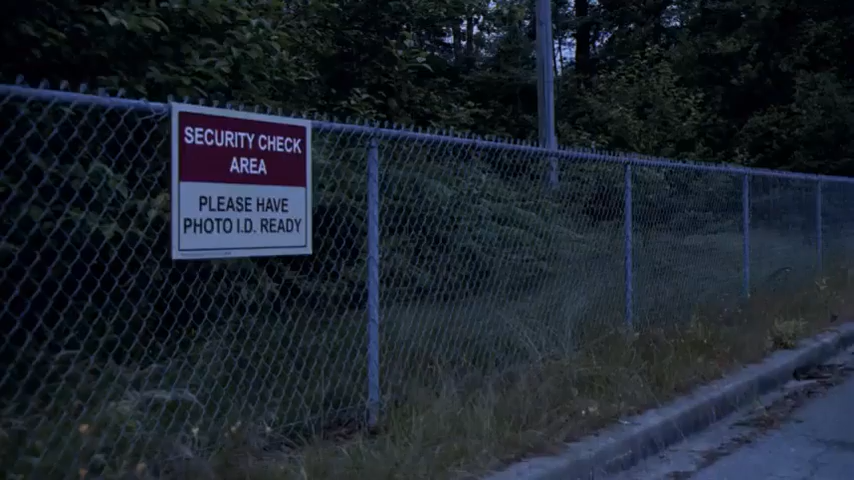 SECURITY CHECK
AREA
PLEASE HAVE
PHOTO I.D. READY